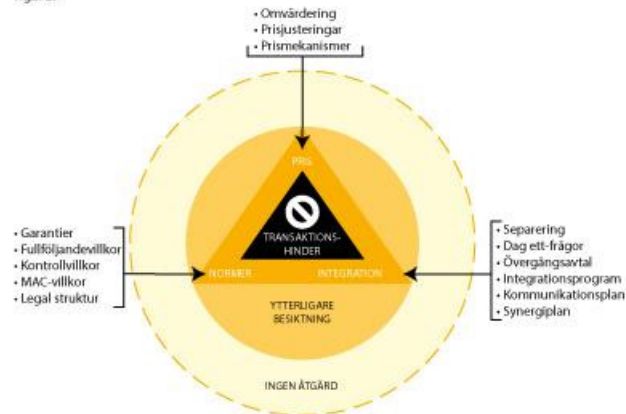 • Omvärdering
• Prisjusteringar
• Prismekanismer
PRIS
TRANSAKTIONS-
HINDER
NORMER
INTEGRATION
• Garantier
• Fullföljandevillkor
• Kontrollvillkor
• MAC-villkor
• Legal struktur
• Separering
• Dag ett-frågor
• Övergångsavtal
• Integrationsprogram
• Kommunikationsplan
• Synergiplan
YTTERLIGARE
BESIKTNING
INGEN ÅTGÄRD